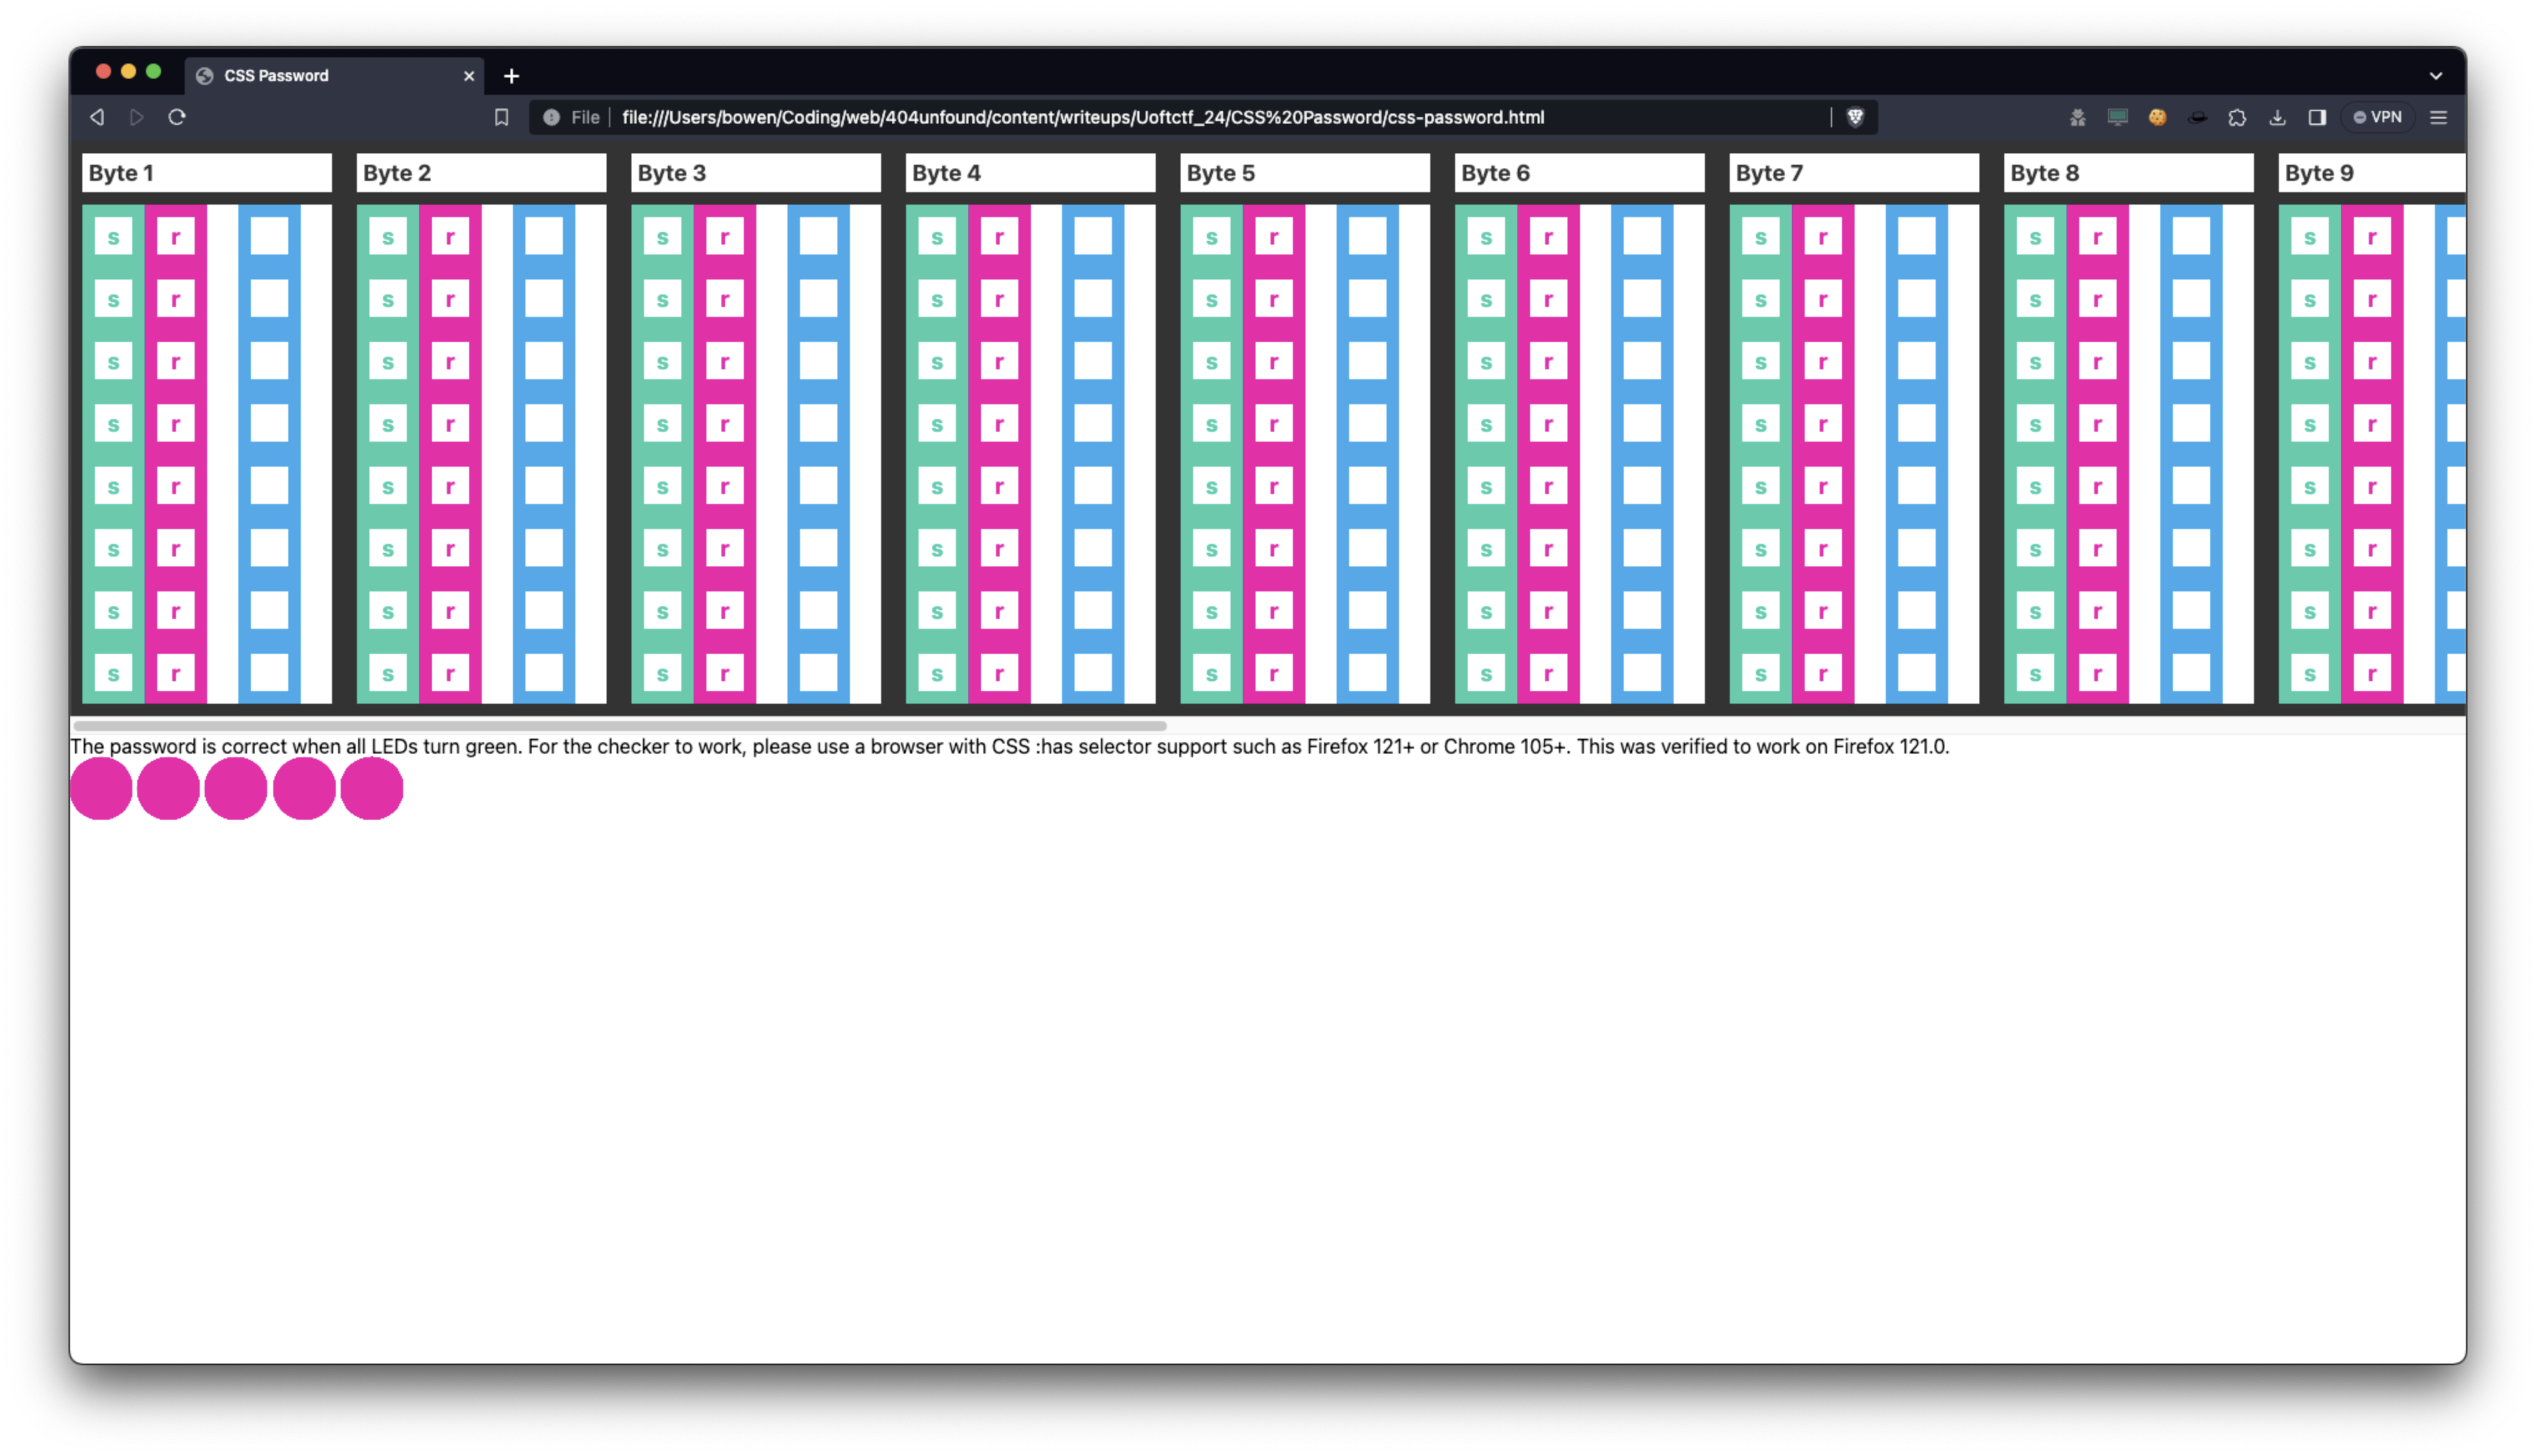 CSS Password
File file:///Users/bowen/Coding/web/404unfound/content/writeups/Uoftctf_24/CSS%20Password/css-password.html VPN
Byte 1 Byte 2 Byte 3 Byte 4 Byte 5 Byte 6 Byte 7 Byte 8 Byte 9
s r s r s r s r s r s r s r s r s r
s r s r s r s r s r s r s r s r s r
s r s r s r s r s r s r s r s r s r
s r s r s r s r s r s r s r s r s r
s r s r s r s r s r s r s r s r s r
s r s r s r s r s r s r s r s r s r
s r s r s r s r s r s r s r s r s r
s r s r s r s r s r s r s r s r s r
The password is correct when all LEDs turn green. For the checker to work, please use a browser with CSS :has selector support such as Firefox 121+ or Chrome 105+. This was verified to work on Firefox 121.0.